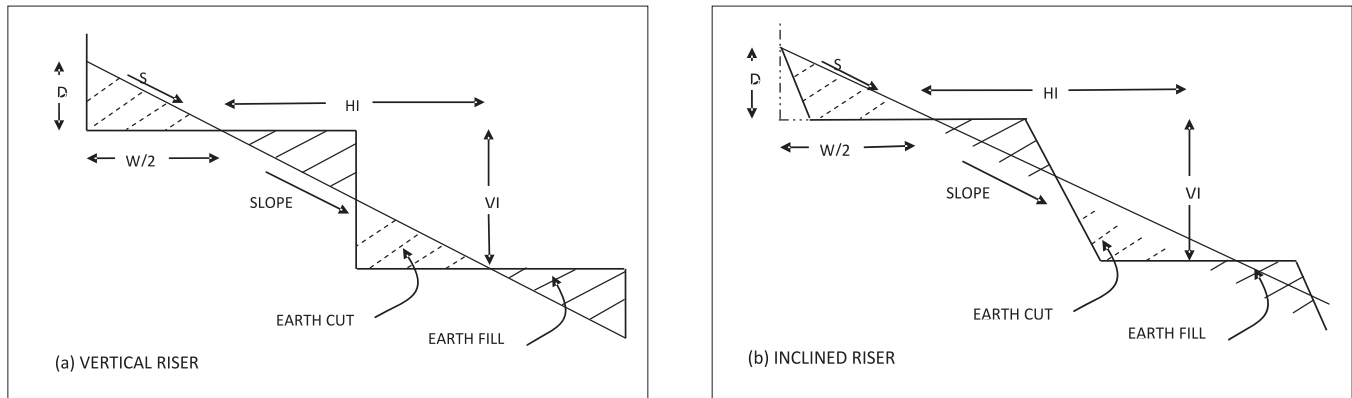 S
D
HI
W/2
SLOPE
VI
EARTH CUT
EARTH FILL
(a) VERTICAL RISER
S
D
HI
W/2
SLOPE
VI
EARTH CUT
EARTH FILL
(b) INCLINED RISER